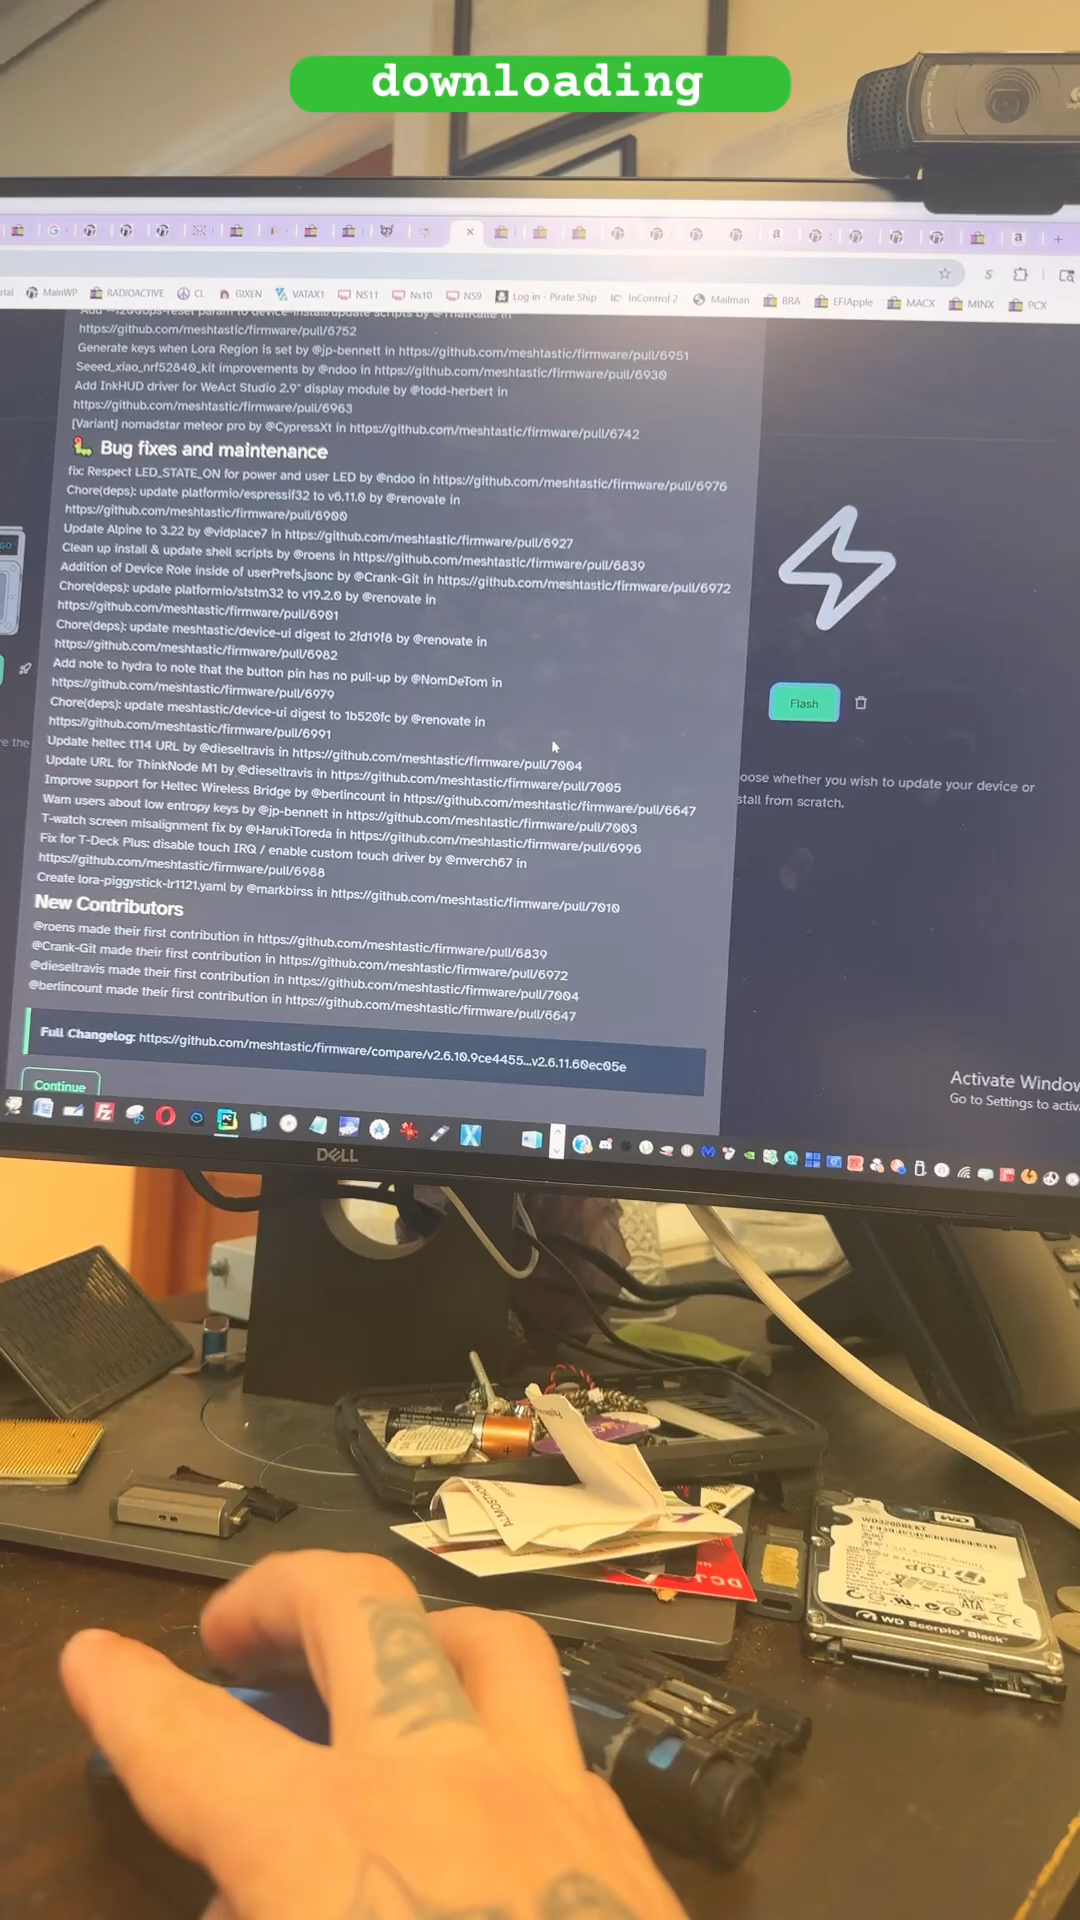 downloading
MainWP
RADIOACTIVE
CL
GIXEN
VATAX1
NS11
Ns10
NS9
Log in - Pirate Ship
InControl 2
Mailman
BRA
EFIApple
MACX
MINX
PCX
https://github.com/meshtastic/firmware/pull/6752
Generate keys when Lora Region is set by @jp-bennett in https://github.com/meshtastic/firmware/pull/6951
Seeed_xiao_nrf52840_kit improvements by @ndoo in https://github.com/meshtastic/firmware/pull/6930
Add InkHUD driver for WeAct Studio 2.9" display module by @todd-herbert in
https://github.com/meshtastic/firmware/pull/6963
[Variant] nomadstar meteor pro by @CypressXt in https://github.com/meshtastic/firmware/pull/6742
Bug fixes and maintenance
fix: Respect LED_STATE_ON for power and user LED by @ndoo in https://github.com/meshtastic/firmware/pull/6976
Chore(deps): update platformio/espressif32 to v6.11.0 by @renovate in
https://github.com/meshtastic/firmware/pull/6900
Update Alpine to 3.22 by @vidplace7 in https://github.com/meshtastic/firmware/pull/6927
Clean up install & update shell scripts by @roens in https://github.com/meshtastic/firmware/pull/6839
Addition of Device Role inside of userPrefs.jsonc by @Crank-Git in https://github.com/meshtastic/firmware/pull/6972
Chore(deps): update platformio/ststm32 to v19.2.0 by @renovate in
https://github.com/meshtastic/firmware/pull/6901
Chore(deps): update meshtastic/device-ui digest to 2fd19f8 by @renovate in
https://github.com/meshtastic/firmware/pull/6982
Add note to hydra to note that the button pin has no pull-up by @NomDeTom in
https://github.com/meshtastic/firmware/pull/6979
Chore(deps): update meshtastic/device-ui digest to 1b520fc by @renovate in
https://github.com/meshtastic/firmware/pull/6991
Update heltec t114 URL by @dieseltravis in https://github.com/meshtastic/firmware/pull/7004
Update URL for ThinkNode M1 by @dieseltravis in https://github.com/meshtastic/firmware/pull/7005
Improve support for Heltec Wireless Bridge by @berlincount in https://github.com/meshtastic/firmware/pull/6647
Warn users about low entropy keys by @jp-bennett in https://github.com/meshtastic/firmware/pull/7003
T-watch screen misalignment fix by @HarukiToreda in https://github.com/meshtastic/firmware/pull/6996
Fix for T-Deck Plus: disable touch IRQ / enable custom touch driver by @mverch67 in
https://github.com/meshtastic/firmware/pull/6988
Create lora-piggystick-lr1121.yaml by @markbirss in https://github.com/meshtastic/firmware/pull/7010
New Contributors
@roens made their first contribution in https://github.com/meshtastic/firmware/pull/6839
@Crank-Git made their first contribution in https://github.com/meshtastic/firmware/pull/6972
@dieseltravis made their first contribution in https://github.com/meshtastic/firmware/pull/7004
@berlincount made their first contribution in https://github.com/meshtastic/firmware/pull/6647
Full Changelog: https://github.com/meshtastic/firmware/compare/v2.6.10.9ce4455...v2.6.11.60ec05e
Continue
Flash
oose whether you wish to update your device or
stall from scratch.
Activate Window
Go to Settings to activ
DELL
ALMOSTHOME
WD3200BEKT
WD Scorpio Black
SATA